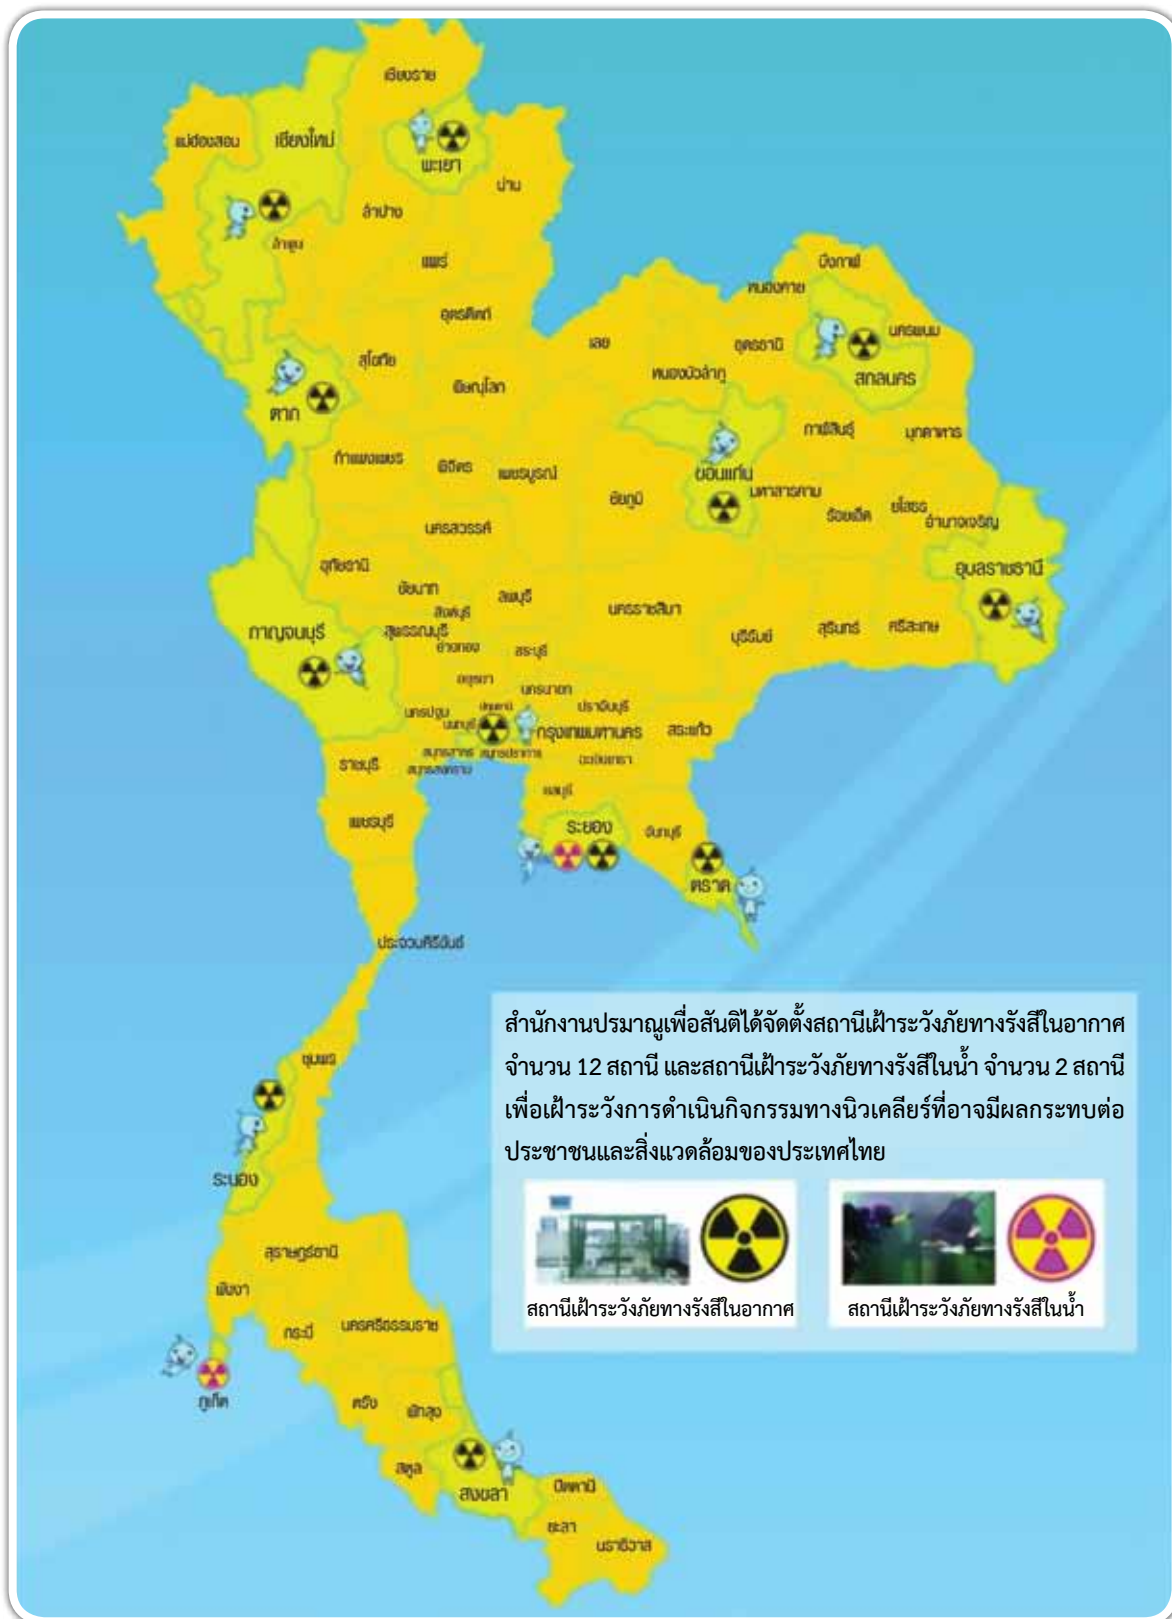 เชียงราย
แม่ฮ่องสอน
เชียงใหม่
พะเยา
น่าน
ลำปาง
ลำพูน
แพร่
บึงกาฬ
หนองคาย
อุตรดิตถ์
นครพนม
เลย
อุดรธานี
สุโขทัย
หนองบัวลำภู
สกลนคร
พิษณุโลก
ตาก
กาฬสินธุ์
มุกดาหาร
กำแพงเพชร
พิจิตร
เพชรบูรณ์
ขอนแก่น
ชัยภูมิ
มหาสารคาม
ร้อยเอ็ด
ยโสธร
อำนาจเจริญ
นครสวรรค์
อุทัยธานี
อุบลราชธานี
ชัยนาท
ลพบุรี
สิงห์บุรี
นครราชสีมา
กาญจนบุรี
สุพรรณบุรี
อ่างทอง
สระบุรี
บุรีรัมย์
สุรินทร์
ศรีสะเกษ
อยุธยา
นครนายก
ปราจีนบุรี
นครปฐม
ปทุมธานี
นนทบุรี
กรุงเทพมหานคร
สระแก้ว
ราชบุรี
สมุทรสาคร
สมุทรปราการ
ฉะเชิงเทรา
สมุทรสงคราม
ชลบุรี
เพชรบุรี
ระยอง
จันทบุรี
ตราด
ประจวบคีรีขันธ์
สำนักงานปรมาณูเพื่อสันติได้จัดตั้งสถานีเฝ้าระวังภัยทางรังสีในอากาศ
จำนวน 12 สถานี และสถานีเฝ้าระวังภัยทางรังสีในน้ำ จำนวน 2 สถานี
เพื่อเฝ้าระวังการดำเนินกิจกรรมทางนิวเคลียร์ที่อาจมีผลกระทบต่อ
ประชาชนและสิ่งแวดล้อมของประเทศไทย
สถานีเฝ้าระวังภัยทางรังสีในอากาศ
สถานีเฝ้าระวังภัยทางรังสีในน้ำ
ชุมพร
ระนอง
สุราษฎร์ธานี
พังงา
กระบี่
นครศรีธรรมราช
ภูเก็ต
ตรัง
พัทลุง
สตูล
สงขลา
ปัตตานี
ยะลา
นราธิวาส